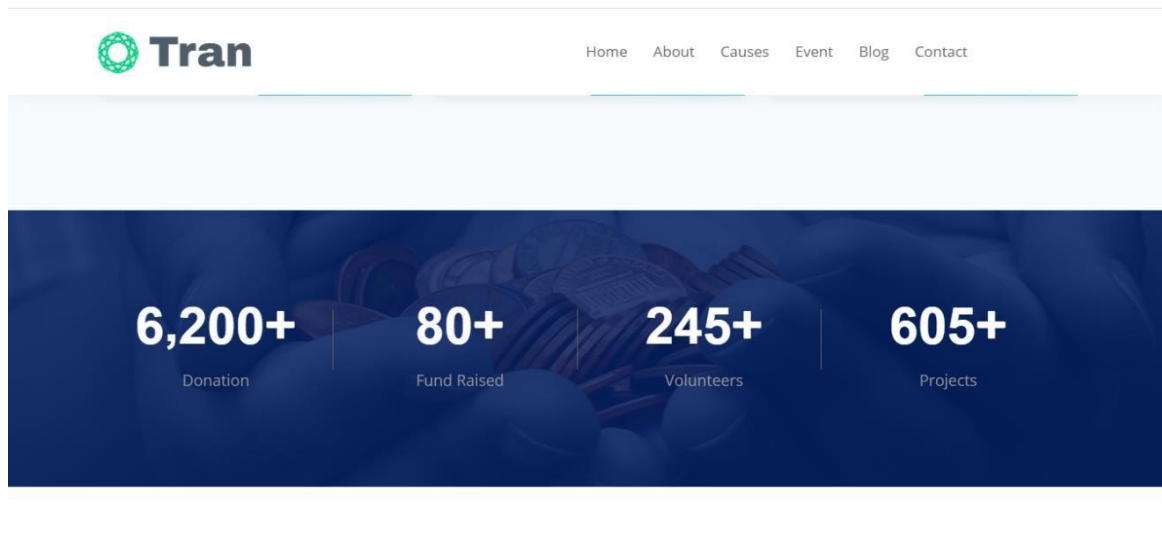 Tran
Home About Causes Event Blog Contact
6,200+ 80+ 245+ 605+
Donation Fund Raised Volunteers Projects